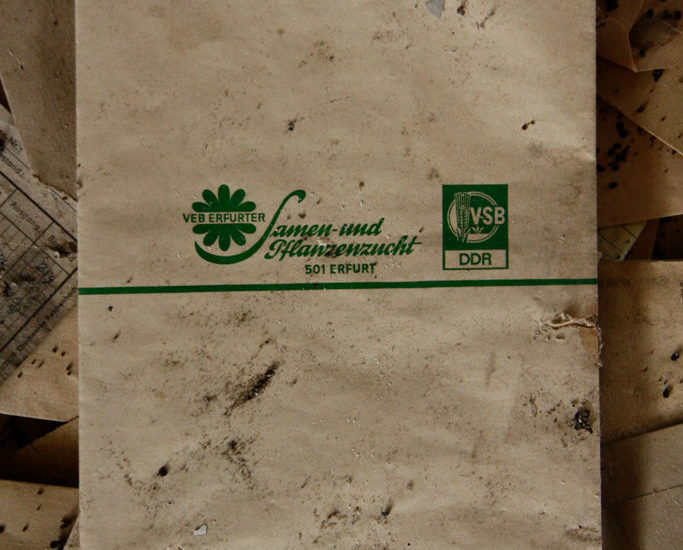 VEB ERFURTER
Samen-und
Pflanzenzucht
501 ERFURT
VSB
DDR